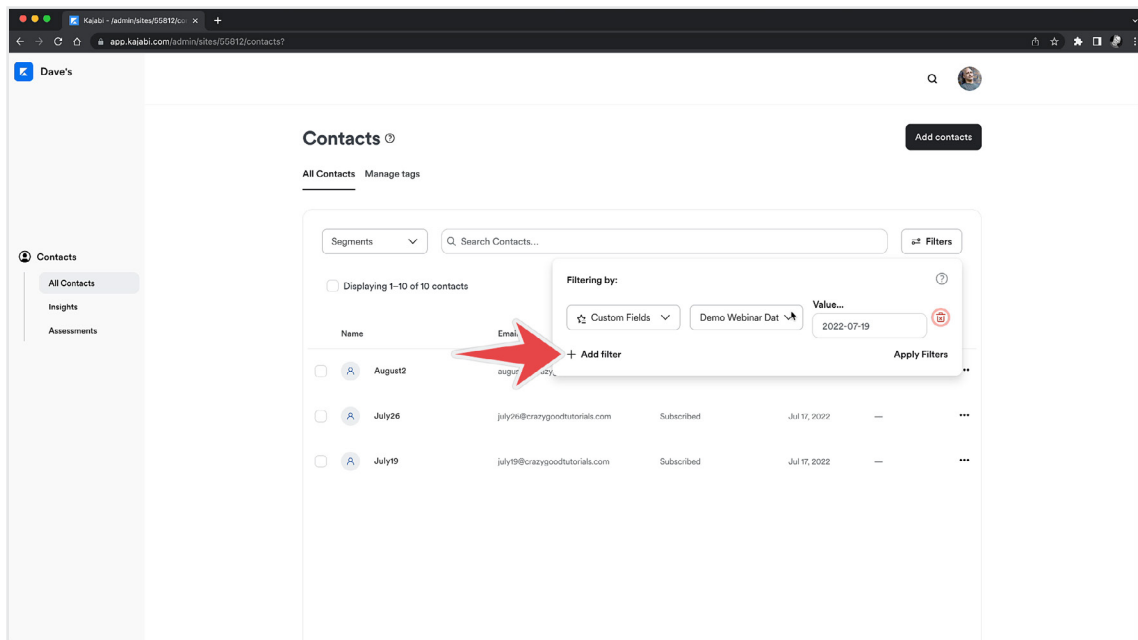 Kajabi - /admin/sites/55812/co
app.kajabi.com/admin/sites/55812/contacts?
Dave's
Contacts
Add contacts
All Contacts Manage tags
Segments Search Contacts... Filters
Contacts
All Contacts
Insights
Assessments
Displaying 1–10 of 10 contacts
Filtering by:
Custom Fields Demo Webinar Dat
Value...
2022-07-19
+ Add filter Apply Filters
Name
August2
July26 july26@crazygoodtutorials.com Subscribed Jul 17, 2022 —
July19 july19@crazygoodtutorials.com Subscribed Jul 17, 2022 —